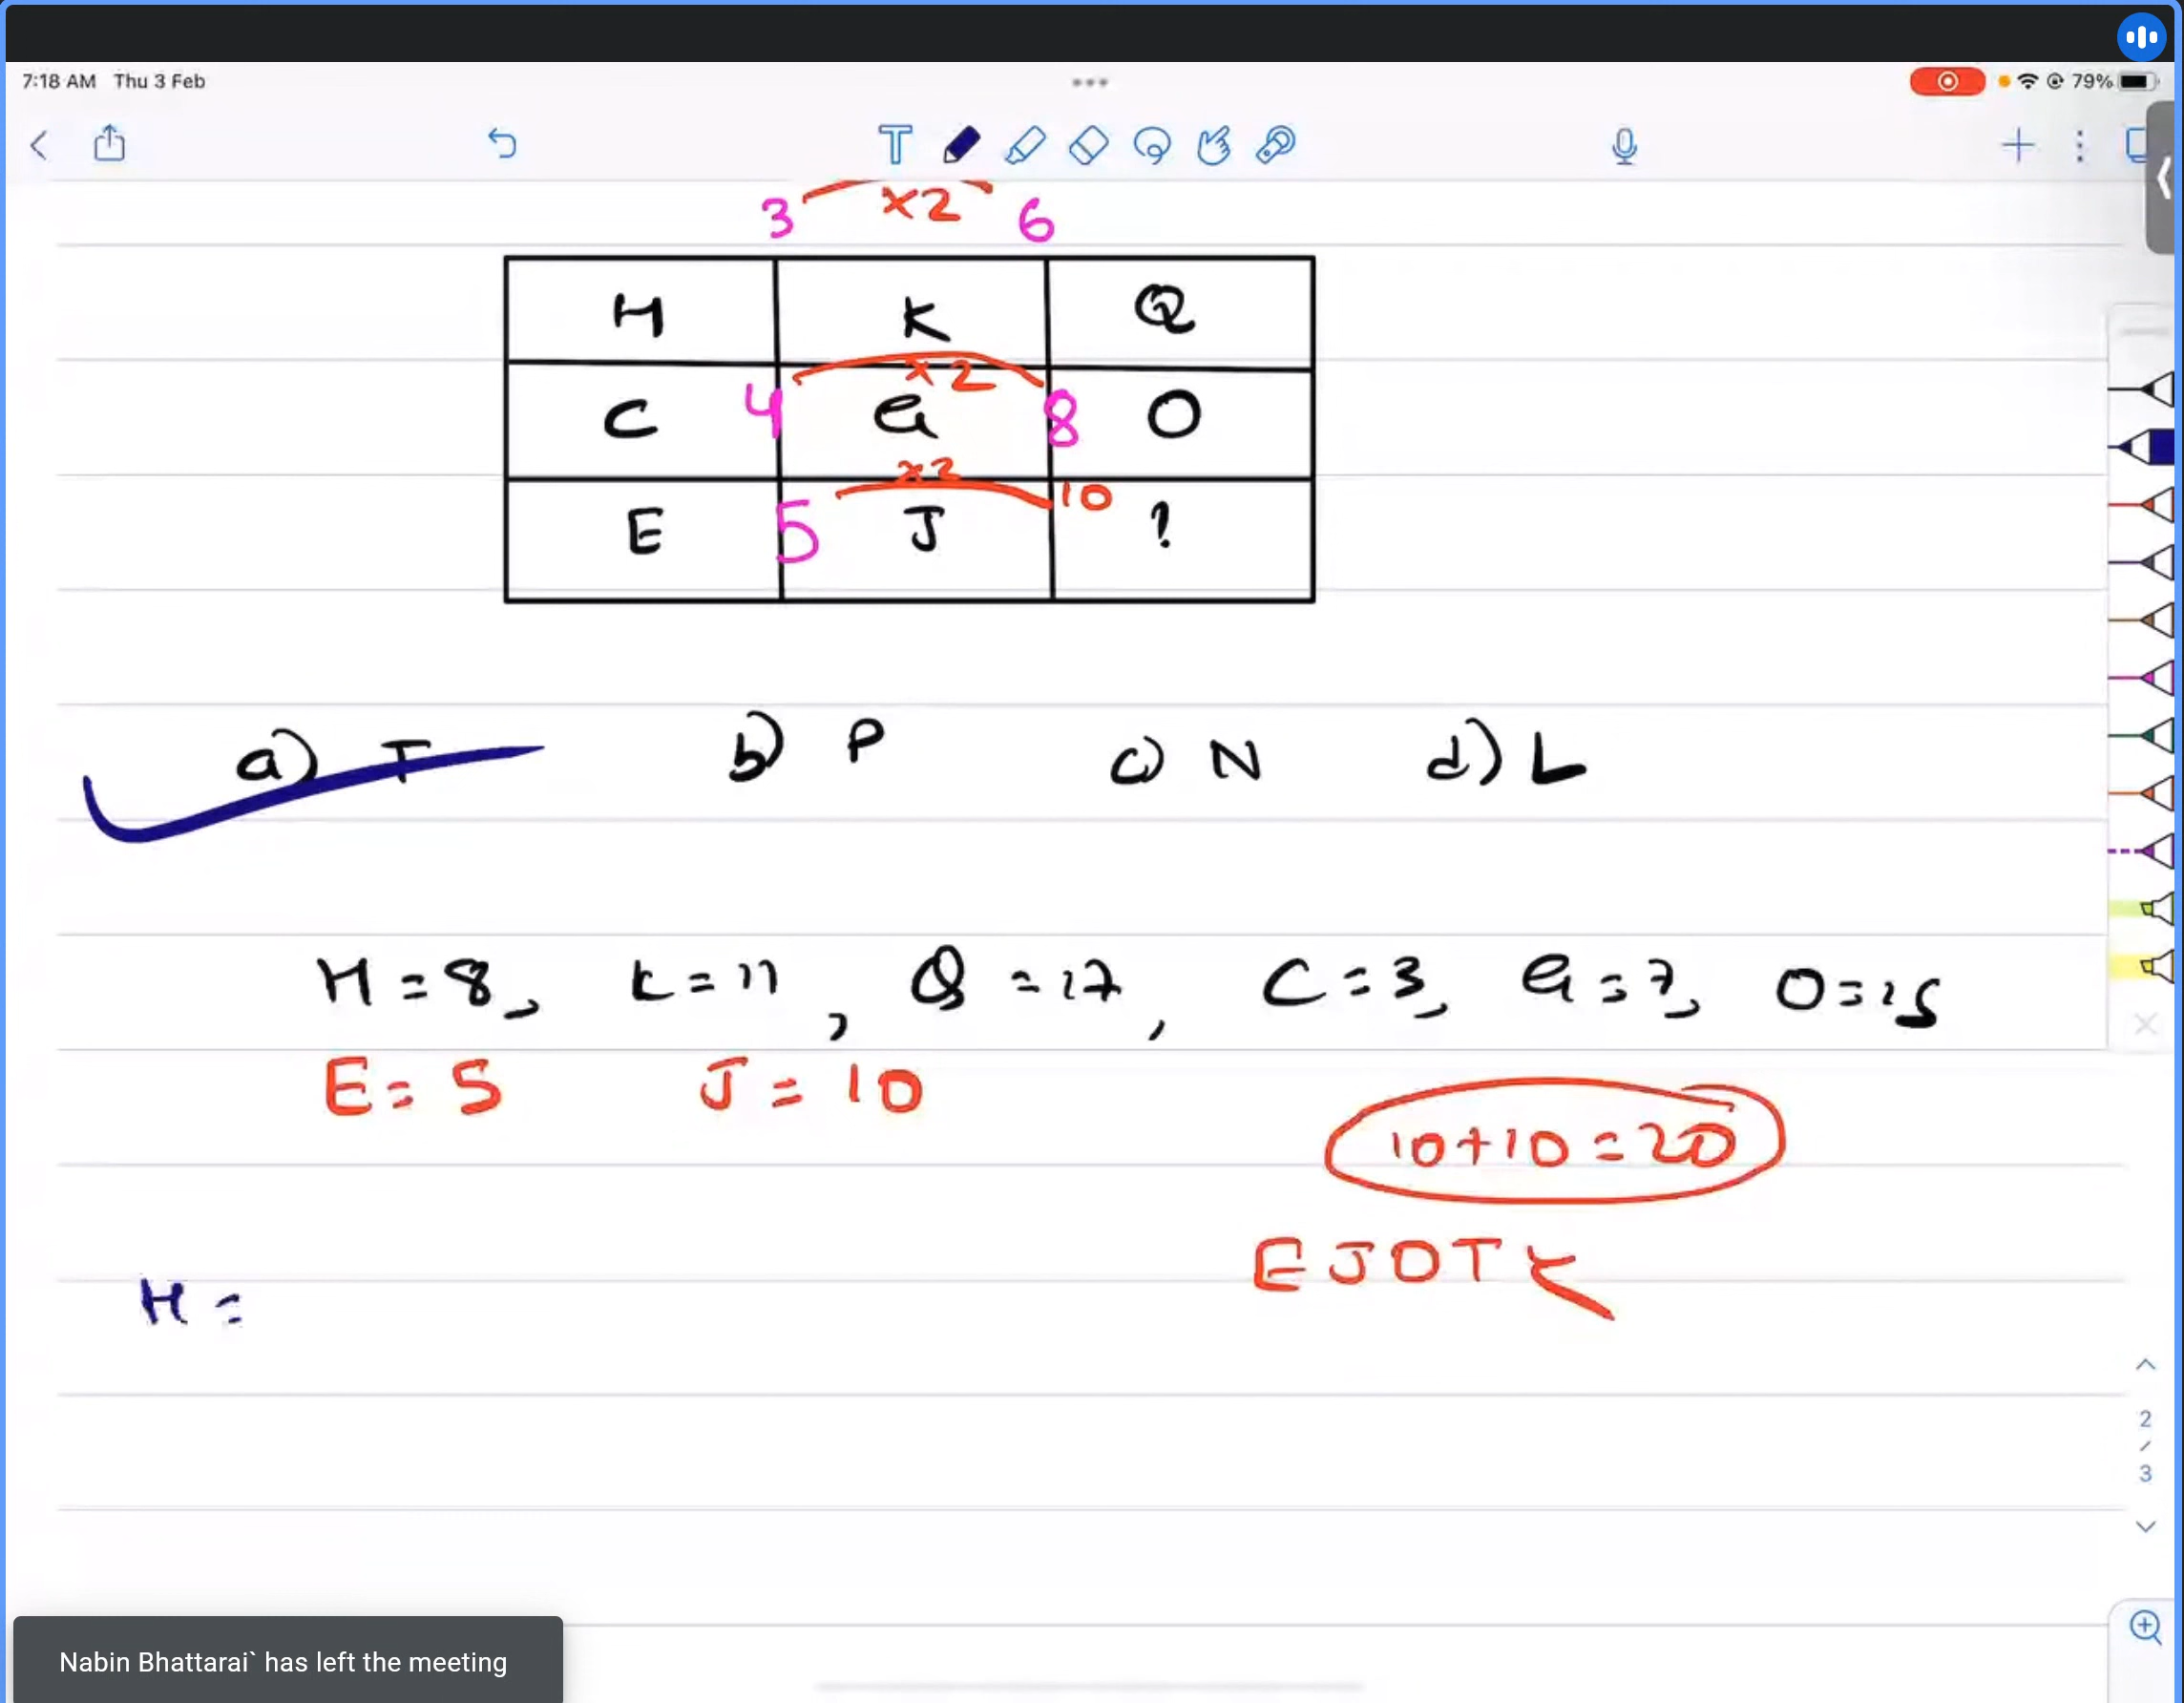 7:18 AM Thu 3 Feb
79%
T
3 ×2 6
H K Q
×2
C 4 G 8 O
×2
E 5 J 10 ?
a) T b) P c) N d) L
H = 8, K = 11, Q = 17, C = 3, G = 7, O = 15
E = 5 J = 10
10+10 = 20
E J O T Y
H =
2
/
3
Nabin Bhattarai` has left the meeting